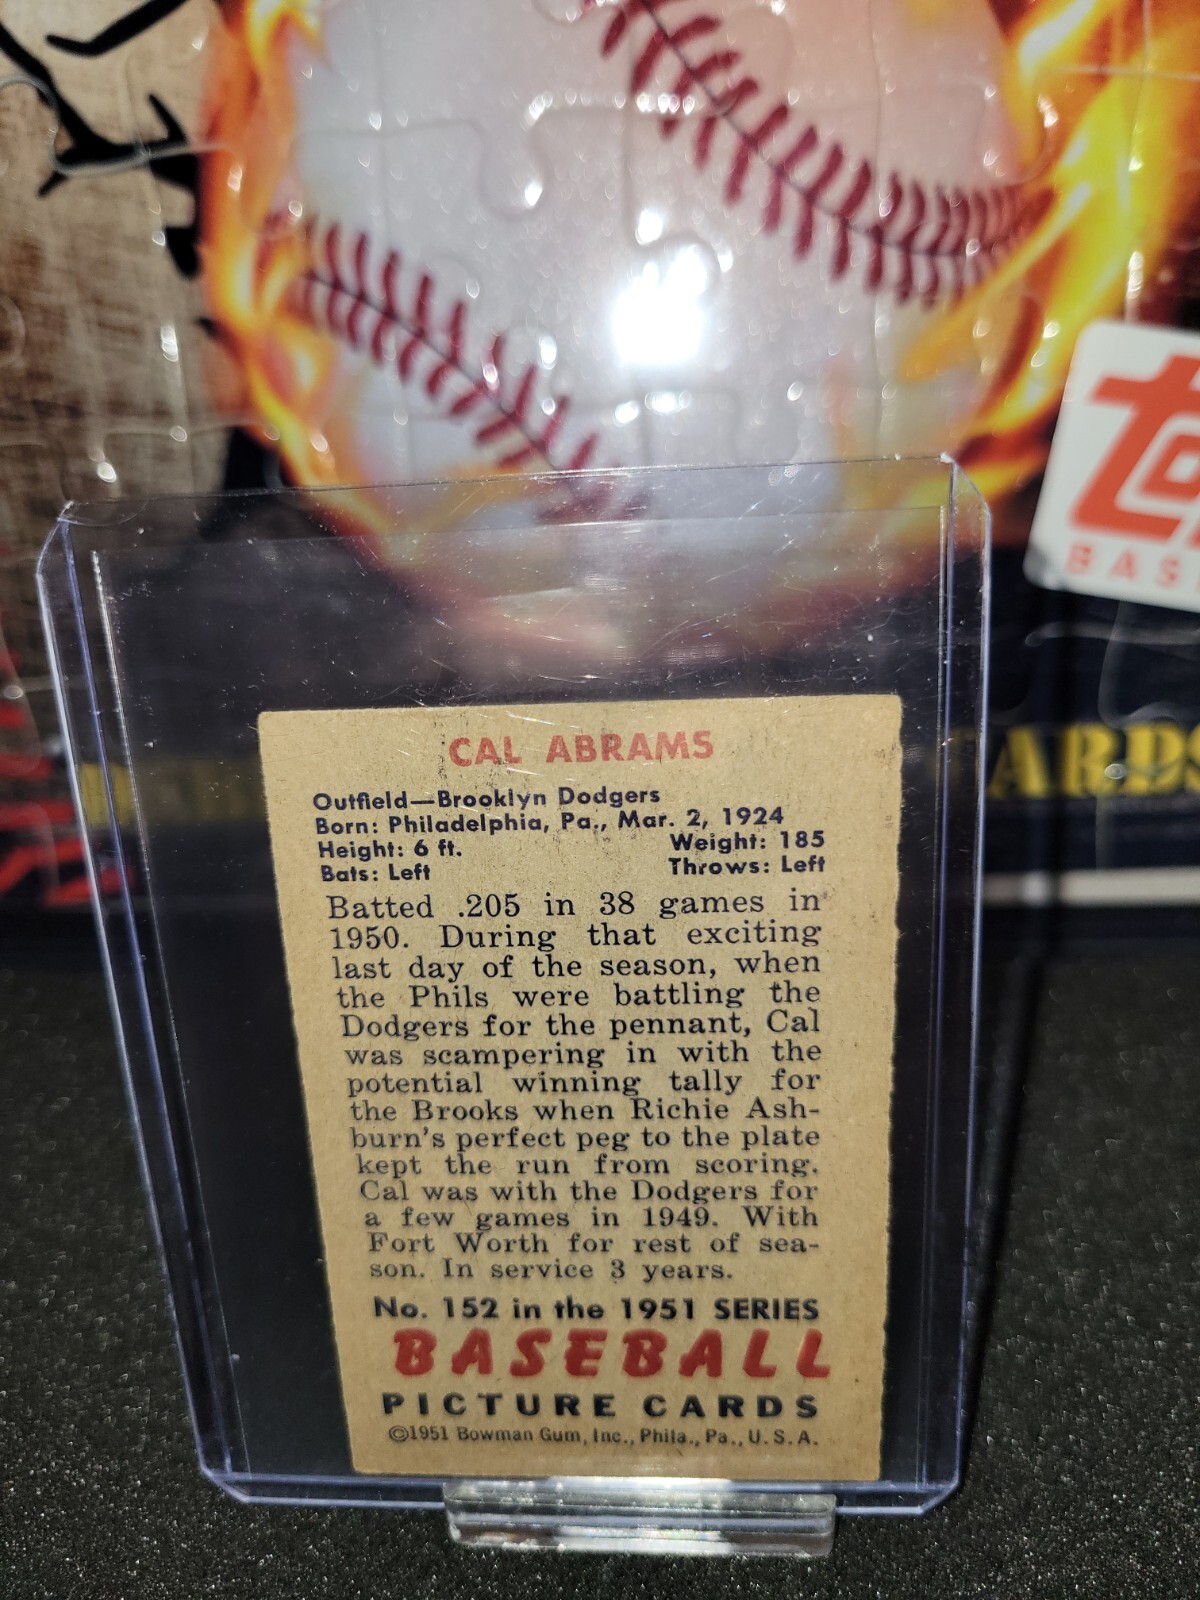 CAL ABRAMS
Outfield—Brooklyn Dodgers
Born: Philadelphia, Pa., Mar. 2, 1924
Height: 6 ft. Weight: 185
Bats: Left Throws: Left
Batted .205 in 38 games in
1950. During that exciting
last day of the season, when
the Phils were battling the
Dodgers for the pennant, Cal
was scampering in with the
potential winning tally for
the Brooks when Richie Ash-
burn's perfect peg to the plate
kept the run from scoring.
Cal was with the Dodgers for
a few games in 1949. With
Fort Worth for rest of sea-
son. In service 3 years.
No. 152 in the 1951 SERIES
BASEBALL
PICTURE CARDS
©1951 Bowman Gum, Inc., Phila., Pa., U.S.A.